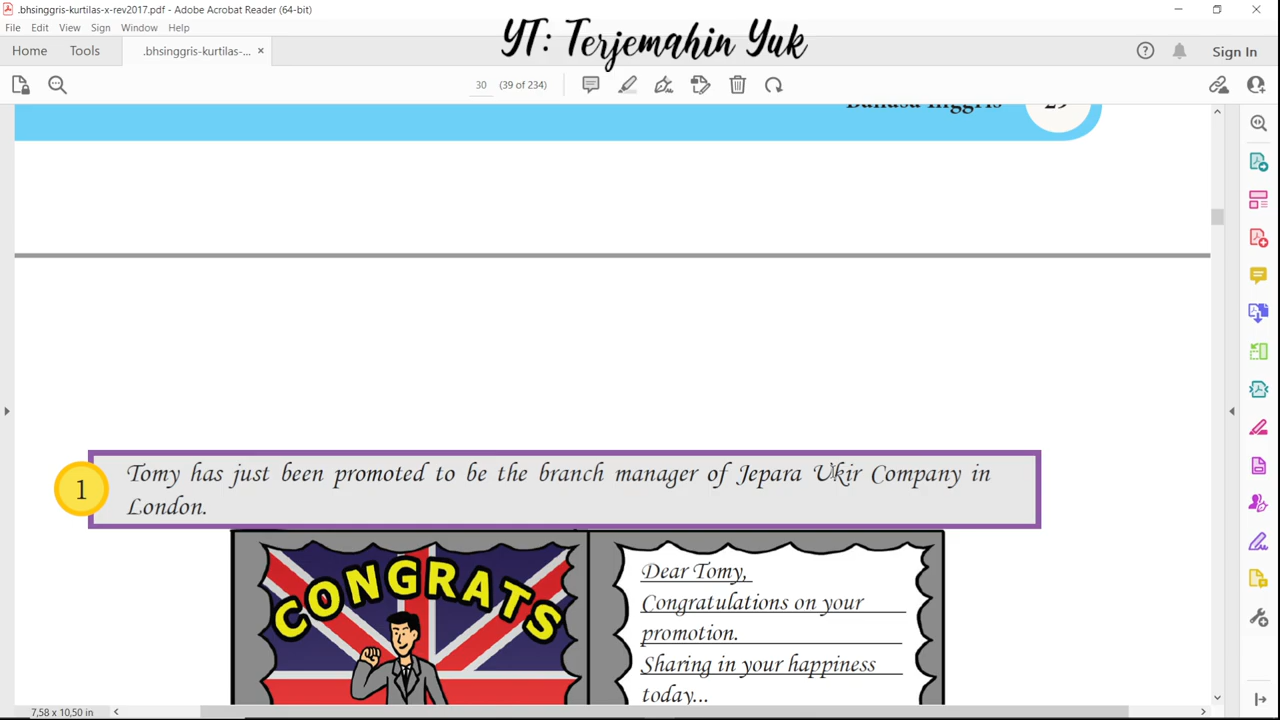 .bhsinggris-kurtilas-x-rev2017.pdf - Adobe Acrobat Reader (64-bit)
File Edit View Sign Window Help
YT: Terjemahin Yuk
Home Tools .bhsinggris-kurtilas-... × Sign In
30 (39 of 234)
Bahasa Inggris 29
1 Tomy has just been promoted to be the branch manager of Jepara Ukir Company in
London.
CONGRATS
Dear Tomy,
Congratulations on your
promotion.
Sharing in your happiness
today...
7,58 x 10,50 in